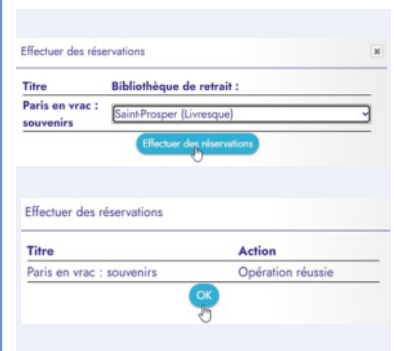 Effectuer des réservations
Titre Bibliothèque de retrait :
Paris en vrac : souvenirs Saint-Prosper (Livresque)
Effectuer des réservations
Effectuer des réservations
Titre Action
Paris en vrac : souvenirs Opération réussie
OK